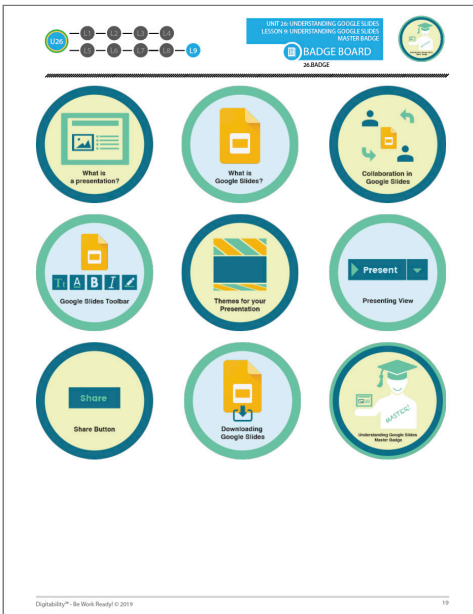 U26
L1
L2
L3
L4
L5
L6
L7
L8
L9
UNIT 26: UNDERSTANDING GOOGLE SLIDES
LESSON 9: UNDERSTANDING GOOGLE SLIDES
MASTER BADGE
BADGE BOARD
26.BADGE
What is
a presentation?
What is
Google Slides?
Collaboration in
Google Slides
Tt A B I
Google Slides Toolbar
Themes for your
Presentation
Present
Presenting View
Share
Share Button
Downloading
Google Slides
MASTER!
Understanding Google Slides
Master Badge
Digitability℠ - Be Work Ready! © 2019
19